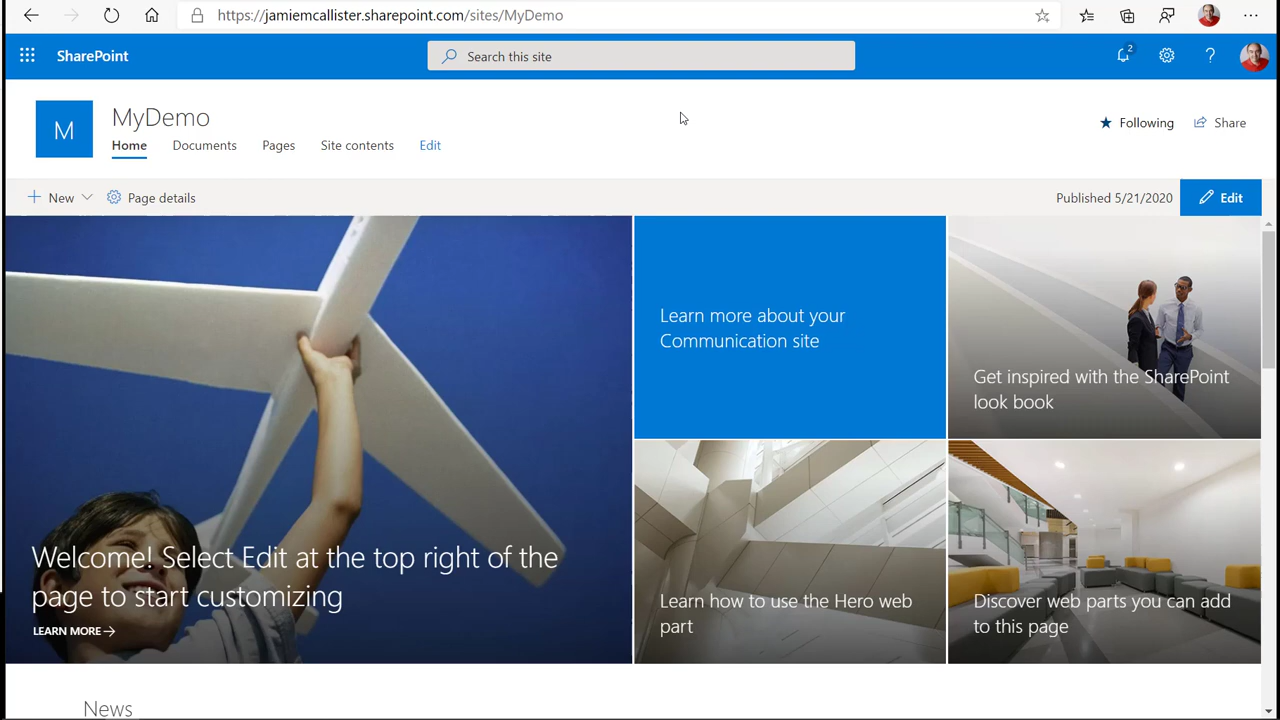 https://jamiemcallister.sharepoint.com/sites/MyDemo
SharePoint
Search this site
2
M
MyDemo
Home Documents Pages Site contents Edit
Following Share
New Page details Published 5/21/2020 Edit
Welcome! Select Edit at the top right of the
page to start customizing
LEARN MORE→
Learn more about your
Communication site
Get inspired with the SharePoint
look book
Learn how to use the Hero web
part
Discover web parts you can add
to this page
News